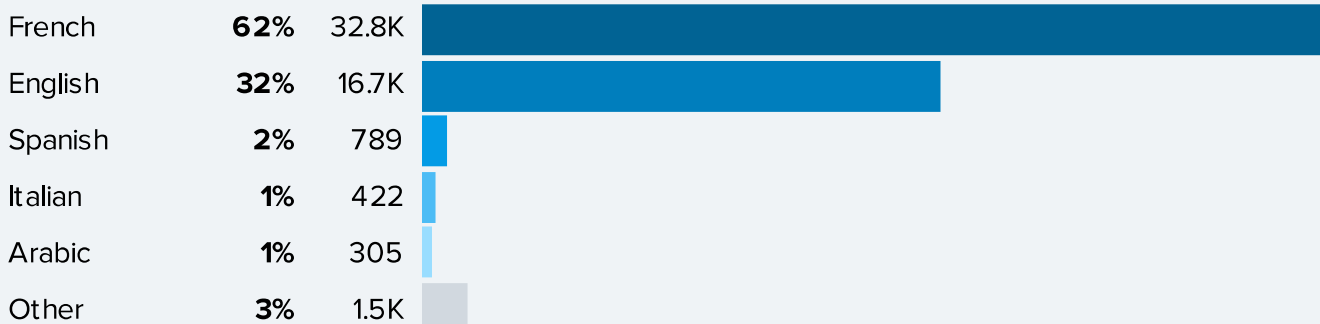 French 62% 32.8K
English 32% 16.7K
Spanish 2% 789
Italian 1% 422
Arabic 1% 305
Other 3% 1.5K